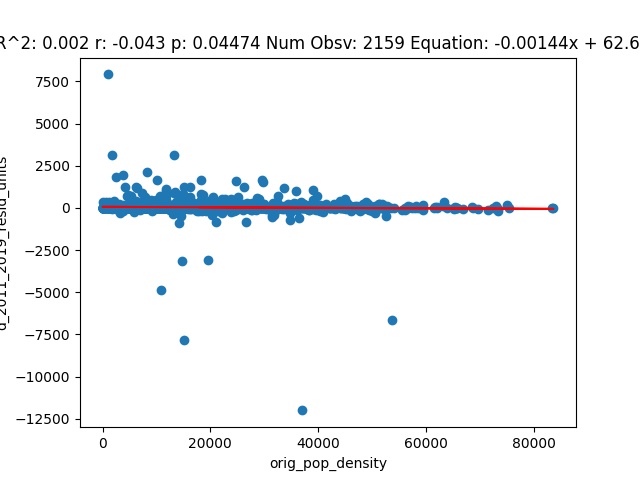 R^2: 0.002 r: -0.043 p: 0.04474 Num Obsv: 2159 Equation: -0.00144x + 62.6
7500
5000
2500
0
−2500
−5000
−7500
−10000
−12500
d_2011_2019_resid_units
0 20000 40000 60000 80000
orig_pop_density